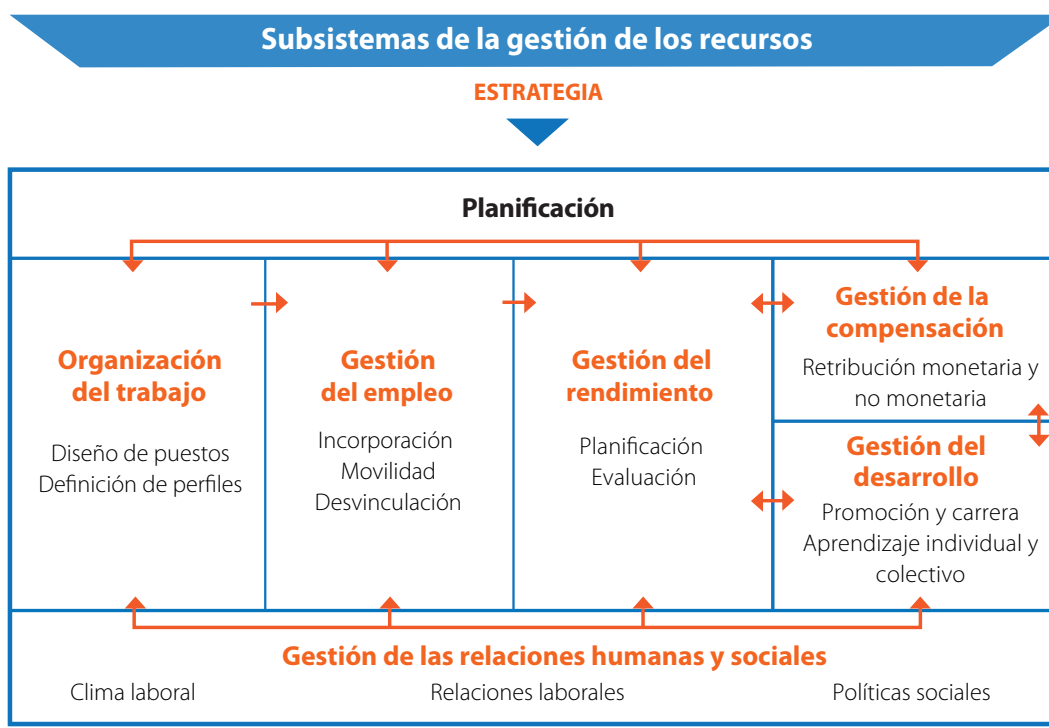 Subsistemas de la gestión de los recursos
ESTRATEGIA
Planificación
Organización
del trabajo
Diseño de puestos
Definición de perfiles
Gestión
del empleo
Incorporación
Movilidad
Desvinculación
Gestión del
rendimiento
Planificación
Evaluación
Gestión de la
compensación
Retribución monetaria y
no monetaria
Gestión del
desarrollo
Promoción y carrera
Aprendizaje individual y
colectivo
Gestión de las relaciones humanas y sociales
Clima laboral
Relaciones laborales
Políticas sociales